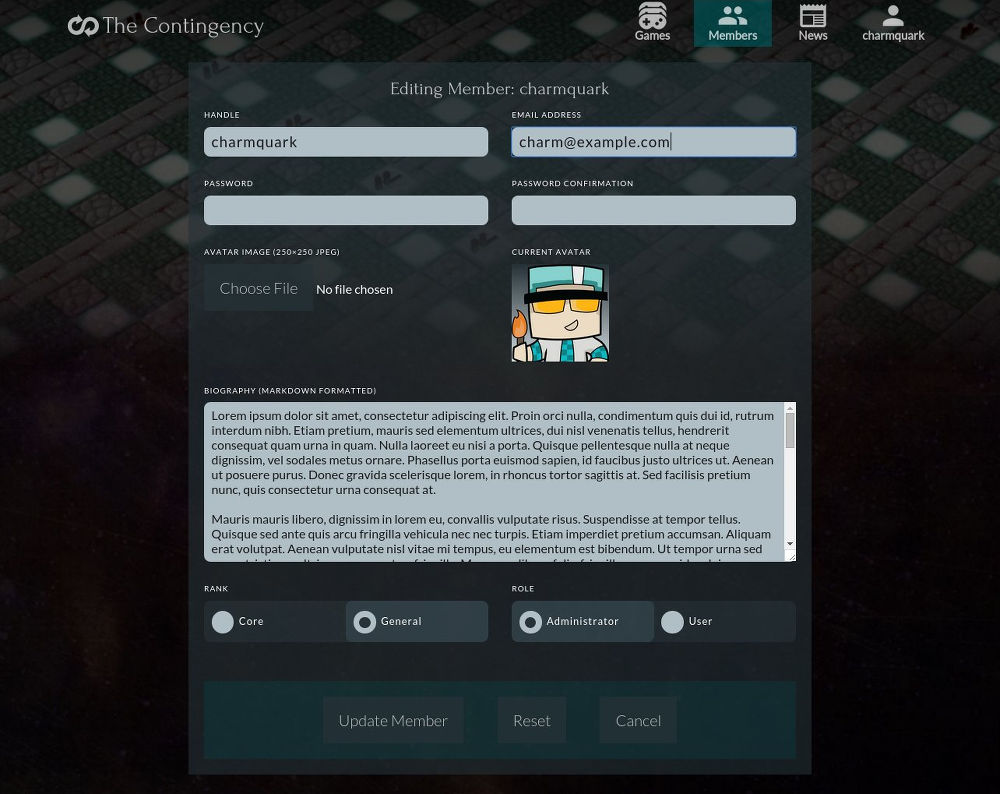 The Contingency
Games
Members
News
charmquark
Editing Member: charmquark
HANDLE
EMAIL ADDRESS
charmquark
charm@example.com
PASSWORD
PASSWORD CONFIRMATION
AVATAR IMAGE (250×250 JPEG)
CURRENT AVATAR
Choose File
No file chosen
BIOGRAPHY (MARKDOWN FORMATTED)
Lorem ipsum dolor sit amet, consectetur adipiscing elit. Proin orci nulla, condimentum quis dui id, rutrum
interdum nibh. Etiam pretium, mauris sed elementum ultrices, dui nisl venenatis tellus, hendrerit
consequat quam urna in quam. Nulla laoreet eu nisi a porta. Quisque pellentesque nulla at neque
dignissim, vel sodales metus ornare. Phasellus porta euismod sapien, id faucibus justo ultrices ut. Aenean
ut posuere purus. Donec gravida scelerisque lorem, in rhoncus tortor sagittis at. Sed facilisis pretium
nunc, quis consectetur urna consequat at.
Mauris mauris libero, dignissim in lorem eu, convallis vulputate risus. Suspendisse at tempor tellus.
Quisque sed ante quis arcu fringilla vehicula nec nec turpis. Etiam imperdiet pretium accumsan. Aliquam
erat volutpat. Aenean vulputate nisl vitae mi tempus, eu elementum est bibendum. Ut tempor urna sed
RANK
ROLE
Core
General
Administrator
User
Update Member
Reset
Cancel